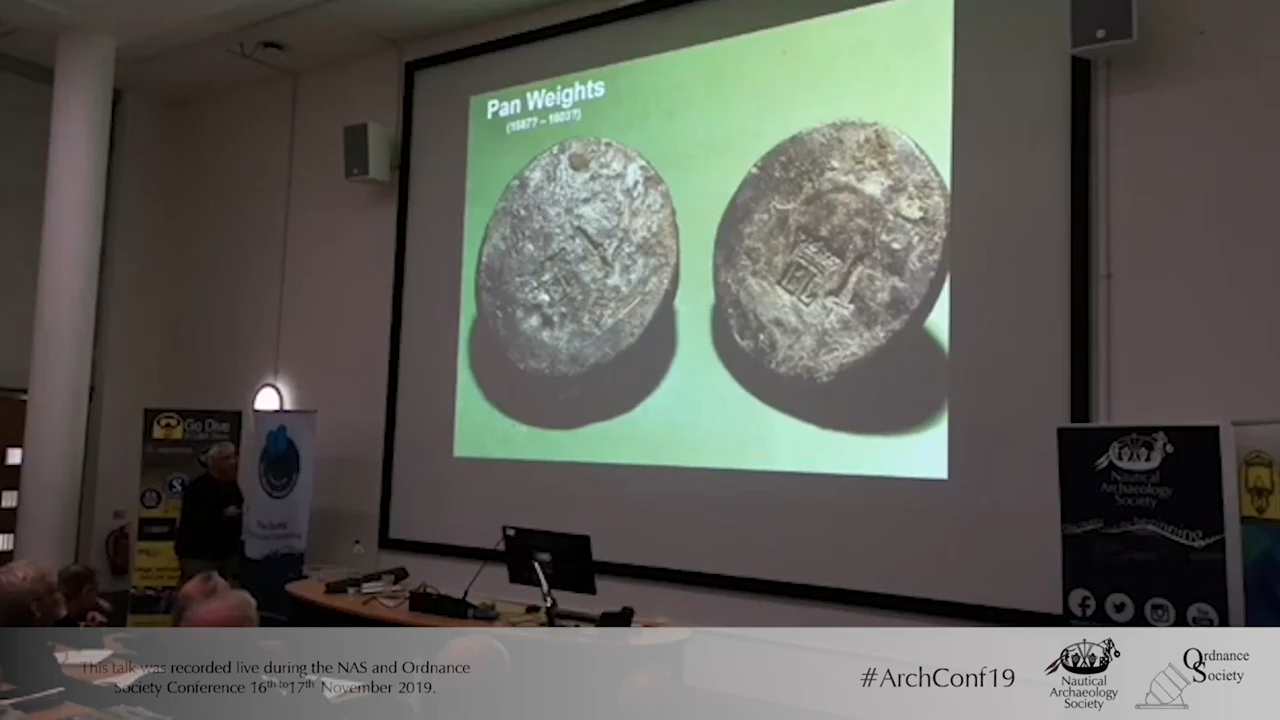 Pan Weights
(1587? – 1603?)
Go Dive
Nautical
Archaeology
Society
This talk was recorded live during the NAS and Ordnance
Society Conference 16th to 17th November 2019.
#ArchConf19
Nautical
Archaeology
Society
Ordnance
Society